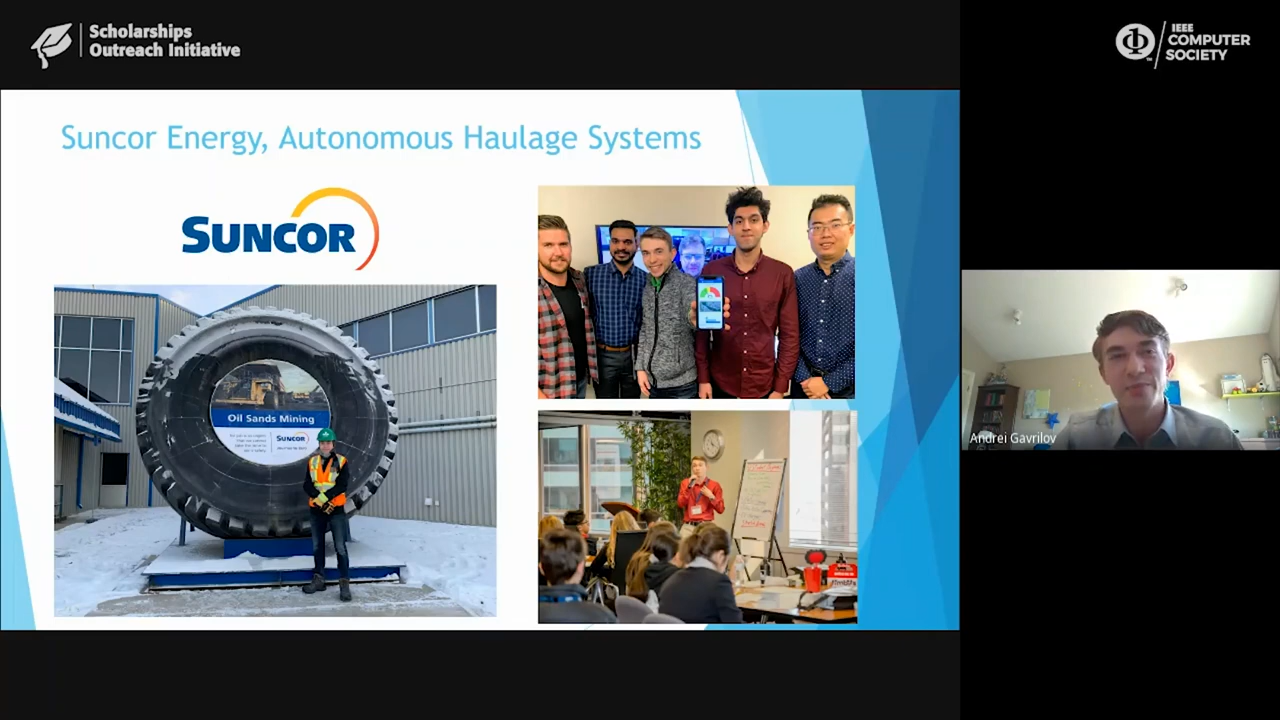 Scholarships
Outreach Initiative
IEEE
COMPUTER
SOCIETY
Suncor Energy, Autonomous Haulage Systems
SUNCOR
Oil Sands Mining
SUNCOR
Andrei Gavrilov